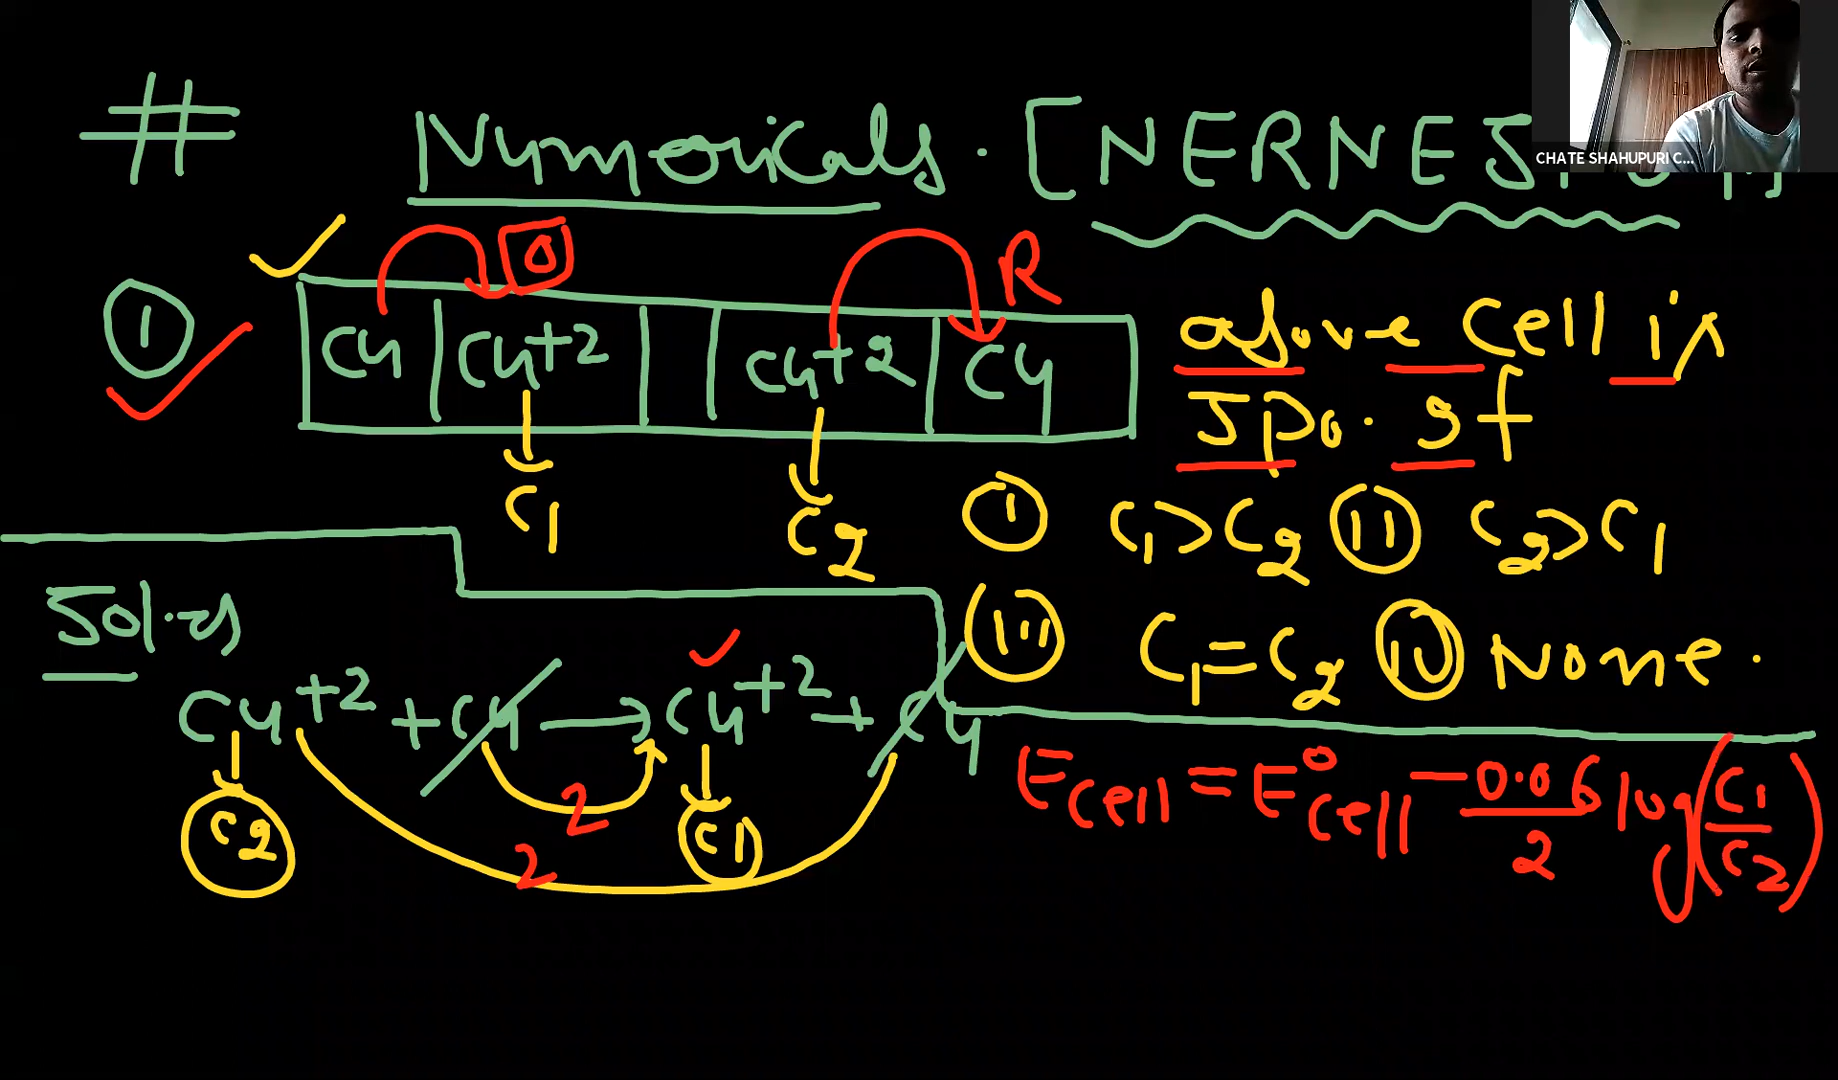 # Numericals. [NERNEST
CHATE SHAHUPURI C...
O R
1 Cu | Cu+2 || Cu+2 | Cu
above Cell is
Spo. If
C1 C2
I C1>C2 II C2>C1
III C1=C2 IV None.
Sol.
Cu+2 + Cu → Cu+2 + Cu
2
C2 2 C1
Ecell = E°cell - 0.06/2 log (C1/C2)